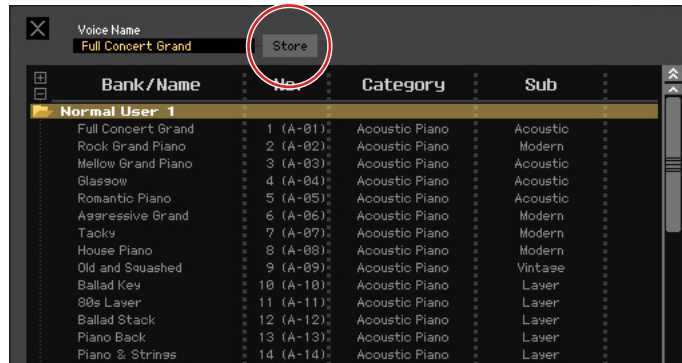 Voice Name
Full Concert Grand Store
Bank/Name No. Category Sub
Normal User 1
Full Concert Grand 1 (A-01) Acoustic Piano Acoustic
Rock Grand Piano 2 (A-02) Acoustic Piano Modern
Mellow Grand Piano 3 (A-03) Acoustic Piano Acoustic
Glasgow 4 (A-04) Acoustic Piano Acoustic
Romantic Piano 5 (A-05) Acoustic Piano Acoustic
Aggressive Grand 6 (A-06) Acoustic Piano Modern
Tacky 7 (A-07) Acoustic Piano Modern
House Piano 8 (A-08) Acoustic Piano Modern
Old and Squashed 9 (A-09) Acoustic Piano Vintage
Ballad Key 10 (A-10) Acoustic Piano Layer
80s Layer 11 (A-11) Acoustic Piano Layer
Ballad Stack 12 (A-12) Acoustic Piano Layer
Piano Back 13 (A-13) Acoustic Piano Layer
Piano & Strings 14 (A-14) Acoustic Piano Layer